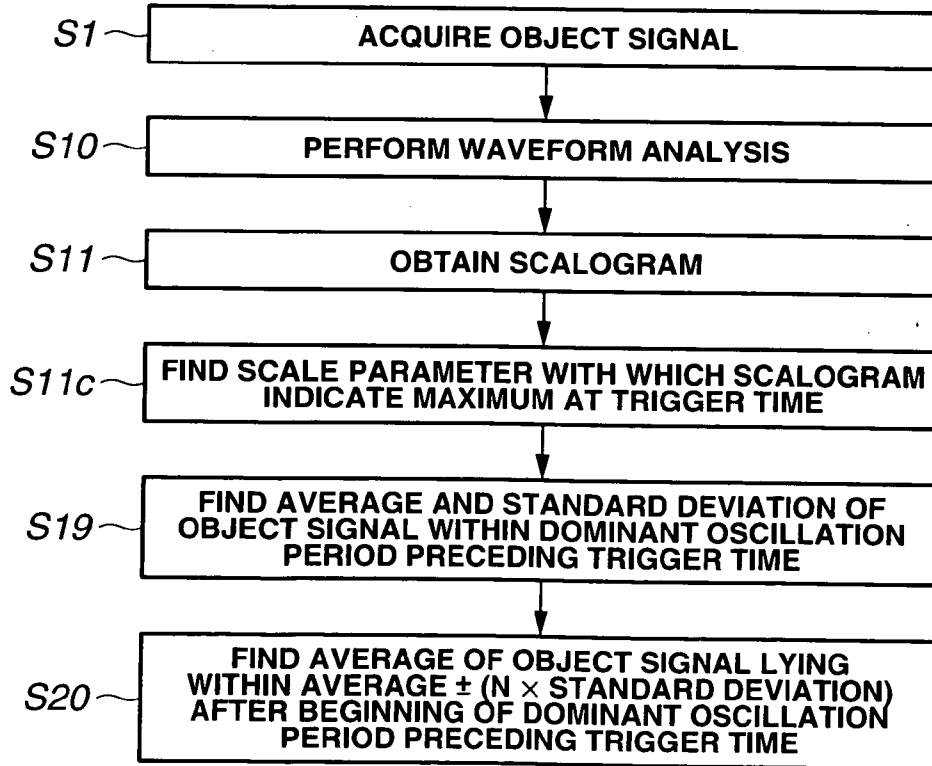 S1
ACQUIRE OBJECT SIGNAL
S10
PERFORM WAVEFORM ANALYSIS
S11
OBTAIN SCALOGRAM
S11c
FIND SCALE PARAMETER WITH WHICH SCALOGRAM
INDICATE MAXIMUM AT TRIGGER TIME
S19
FIND AVERAGE AND STANDARD DEVIATION OF
OBJECT SIGNAL WITHIN DOMINANT OSCILLATION
PERIOD PRECEDING TRIGGER TIME
S20
FIND AVERAGE OF OBJECT SIGNAL LYING
WITHIN AVERAGE ± (N × STANDARD DEVIATION)
AFTER BEGINNING OF DOMINANT OSCILLATION
PERIOD PRECEDING TRIGGER TIME